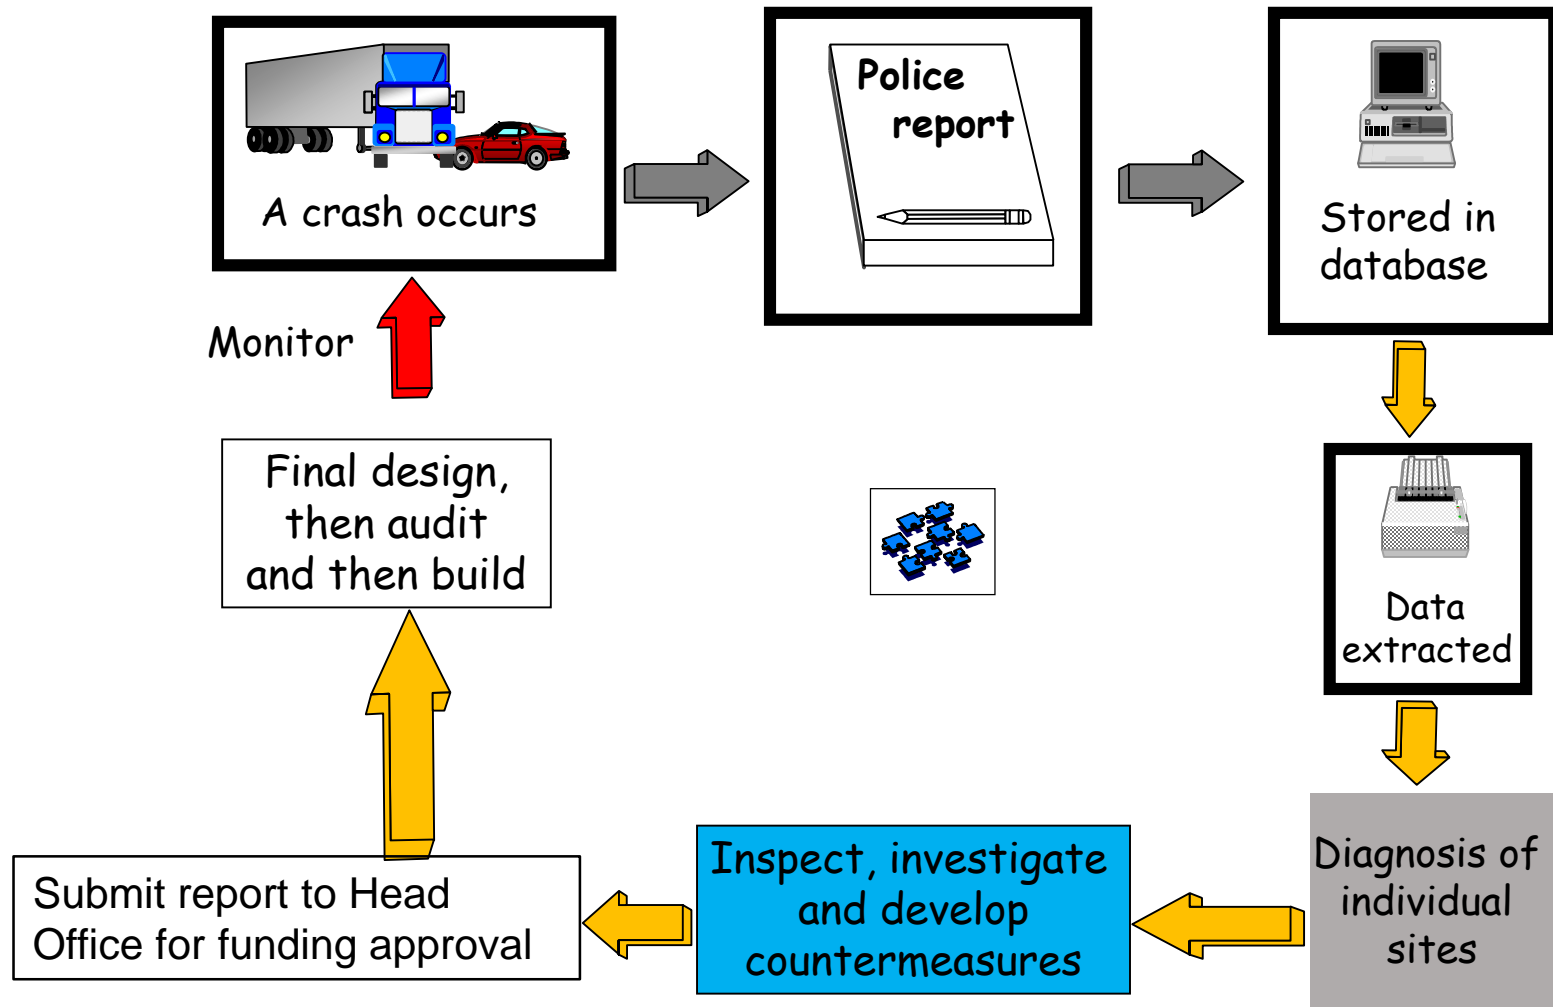 A crash occurs
Police
report
Stored in
database
Monitor
Data
extracted
Final design,
then audit
and then build
Diagnosis of
individual
sites
Inspect, investigate
and develop
countermeasures
Submit report to Head
Office for funding approval